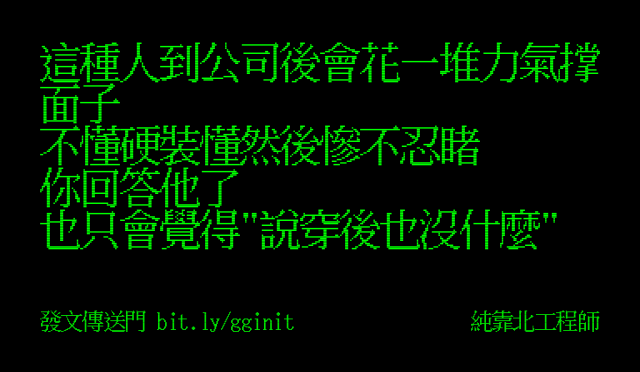 這種人到公司後會花一堆力氣撐
面子
不懂硬裝懂然後慘不忍睹
你回答他了
也只會覺得"說穿後也沒什麼"
發文傳送門 bit.ly/gginit
純靠北工程師